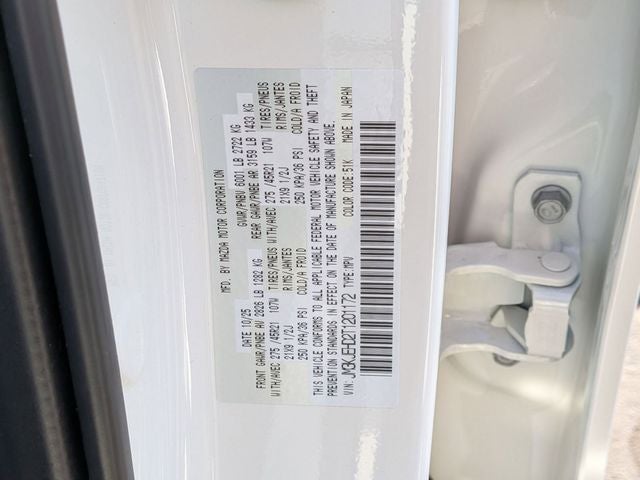 MFD. BY MAZDA MOTOR CORPORATION
DATE 10/25 GVWR/PNBV 6001 LB 2722 KG
FRONT GAWR/PNBE AV 2826 LB 1282 KG REAR GAWR/PNBE AR 3159 LB 1433 KG
WITH/AVEC 275 /45R21 107W TIRES/PNEUS WITH/AVEC 275 /45R21 107W TIRES/PNEUS
21X9 1/2J RIMS/JANTES 21X9 1/2J RIMS/JANTES
250 KPA/36 PSI COLD/A FROID 250 KPA/36 PSI COLD/A FROID
THIS VEHICLE CONFORMS TO ALL APPLICABLE FEDERAL MOTOR VEHICLE SAFETY AND THEFT
PREVENTION STANDARDS IN EFFECT ON THE DATE OF MANUFACTURE SHOWN ABOVE.
VIN: JM3KJEHD2T1201172 TYPE:MPV COLOR CODE:51K MADE IN JAPAN